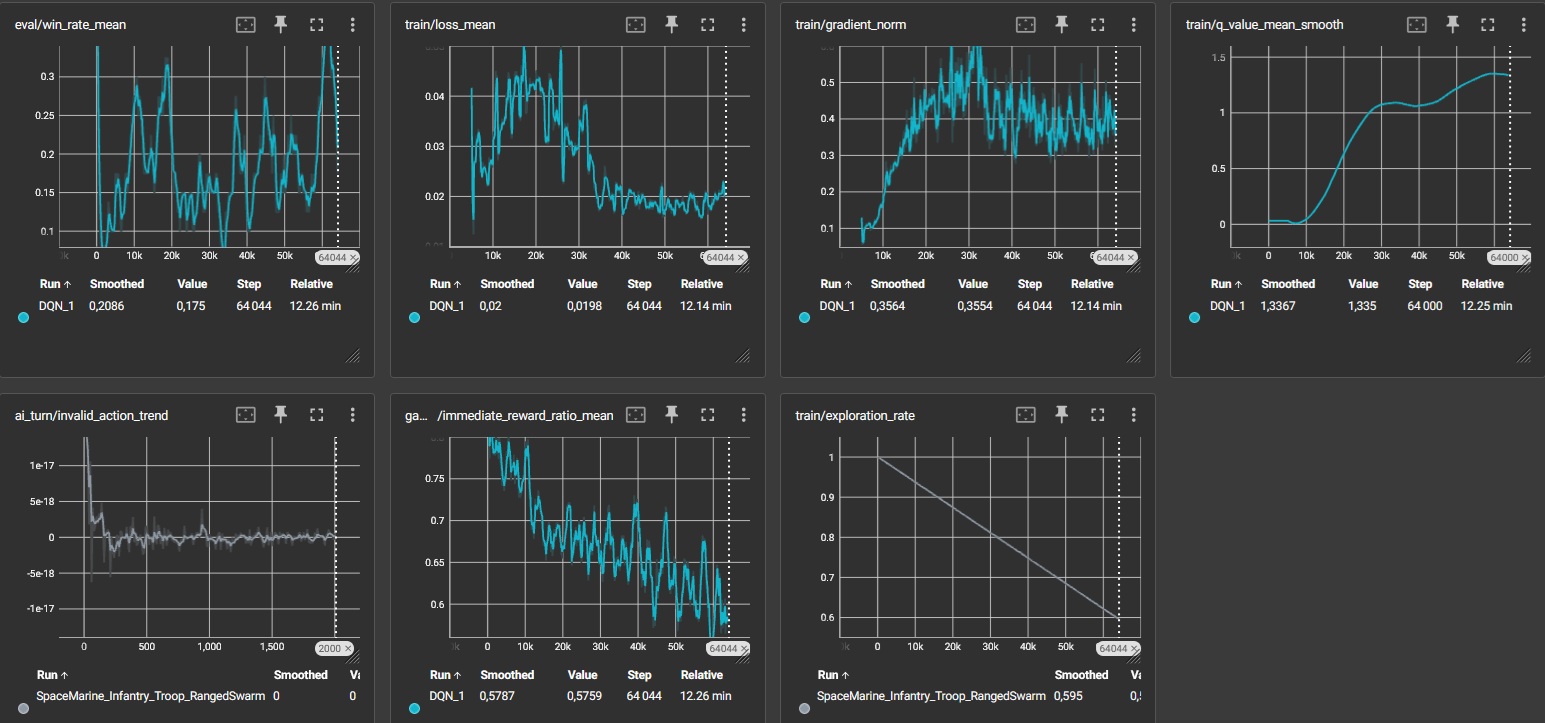 eval/win_rate_mean
0.3
0.25
0.2
0.15
0.1
0 10k 20k 30k 40k 50k 64044
Run ↑ Smoothed Value Step Relative
DQN_1 0,2086 0,175 64 044 12.26 min
train/loss_mean
0.04
0.03
0.02
10k 20k 30k 40k 50k 64044
Run ↑ Smoothed Value Step Relative
DQN_1 0,02 0,0198 64 044 12.14 min
train/gradient_norm
0.5
0.4
0.3
0.2
0.1
10k 20k 30k 40k 50k 64044
Run ↑ Smoothed Value Step Relative
DQN_1 0,3564 0,3554 64 044 12.14 min
train/q_value_mean_smooth
1.5
1
0.5
0
0 10k 20k 30k 40k 50k 64000
Run ↑ Smoothed Value Step Relative
DQN_1 1,3367 1,335 64 000 12.25 min
ai_turn/invalid_action_trend
1e-17
5e-18
0
-5e-18
-1e-17
0 500 1,000 1,500 2000
Run ↑ Smoothed
SpaceMarine_Infantry_Troop_RangedSwarm 0 0
ga... /immediate_reward_ratio_mean
0.75
0.7
0.65
0.6
0 10k 20k 30k 40k 50k 64044
Run ↑ Smoothed Value Step Relative
DQN_1 0,5787 0,5759 64 044 12.26 min
train/exploration_rate
1
0.9
0.8
0.7
0.6
0 10k 20k 30k 40k 50k 64044
Run ↑ Smoothed
SpaceMarine_Infantry_Troop_RangedSwarm 0,595